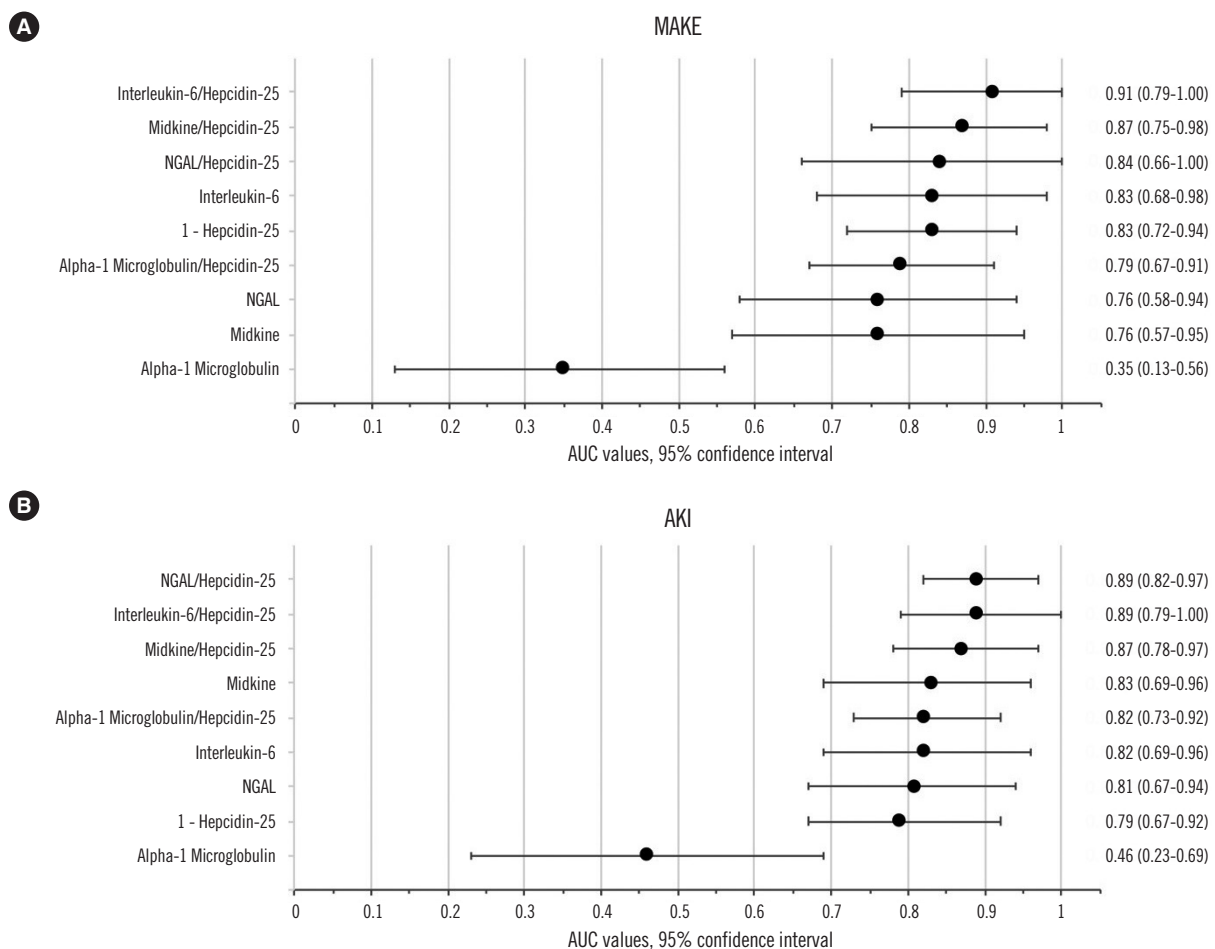 A
MAKE
Interleukin-6/Hepcidin-25 0.91 (0.79-1.00)
Midkine/Hepcidin-25 0.87 (0.75-0.98)
NGAL/Hepcidin-25 0.84 (0.66-1.00)
Interleukin-6 0.83 (0.68-0.98)
1 - Hepcidin-25 0.83 (0.72-0.94)
Alpha-1 Microglobulin/Hepcidin-25 0.79 (0.67-0.91)
NGAL 0.76 (0.58-0.94)
Midkine 0.76 (0.57-0.95)
Alpha-1 Microglobulin 0.35 (0.13-0.56)
0 0.1 0.2 0.3 0.4 0.5 0.6 0.7 0.8 0.9 1
AUC values, 95% confidence interval
B
AKI
NGAL/Hepcidin-25 0.89 (0.82-0.97)
Interleukin-6/Hepcidin-25 0.89 (0.79-1.00)
Midkine/Hepcidin-25 0.87 (0.78-0.97)
Midkine 0.83 (0.69-0.96)
Alpha-1 Microglobulin/Hepcidin-25 0.82 (0.73-0.92)
Interleukin-6 0.82 (0.69-0.96)
NGAL 0.81 (0.67-0.94)
1 - Hepcidin-25 0.79 (0.67-0.92)
Alpha-1 Microglobulin 0.46 (0.23-0.69)
0 0.1 0.2 0.3 0.4 0.5 0.6 0.7 0.8 0.9 1
AUC values, 95% confidence interval